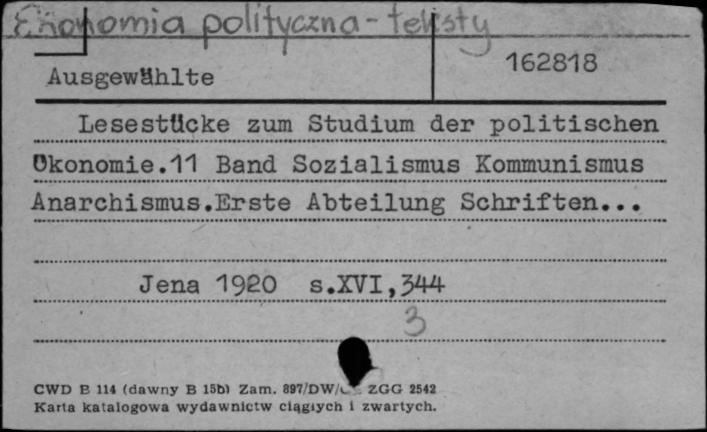 Ekonomia polityczna - teksty
162818
Ausgewählte
Lesestücke zum Studium der politischen
Ökonomie.11 Band Sozialismus Kommunismus
Anarchismus.Erste Abteilung Schriften...
Jena 1920 s.XVI,344
3
CWD B 114 (dawny B 15b) Zam. 897/DW/ ZGG 2542
Karta katalogowa wydawnictw ciągłych i zwartych.